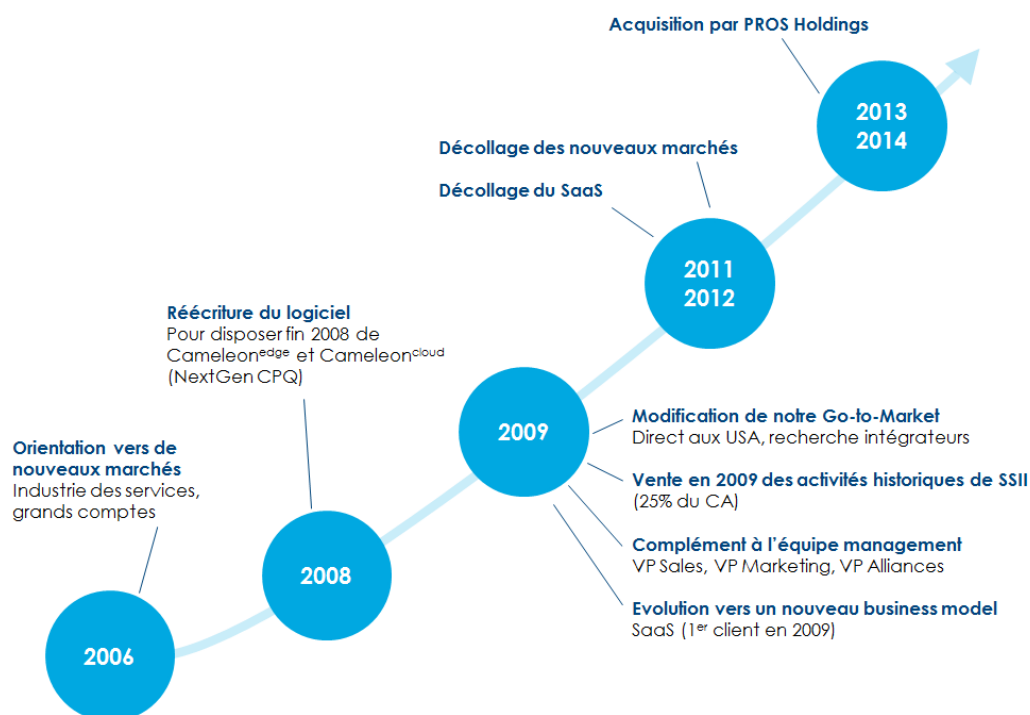 Acquisition par PROS Holdings
2013
2014
Décollage des nouveaux marchés
Décollage du SaaS
2011
2012
Réécriture du logiciel
Pour disposer fin 2008 de
Cameleonedge et Cameleoncloud
(NextGen CPQ)
2009
Modification de notre Go-to-Market
Direct aux USA, recherche intégrateurs
Vente en 2009 des activités historiques de SSII
(25% du CA)
Complément à l'équipe management
VP Sales, VP Marketing, VP Alliances
Evolution vers un nouveau business model
SaaS (1er client en 2009)
Orientation vers de
nouveaux marchés
Industrie des services,
grands comptes
2008
2006